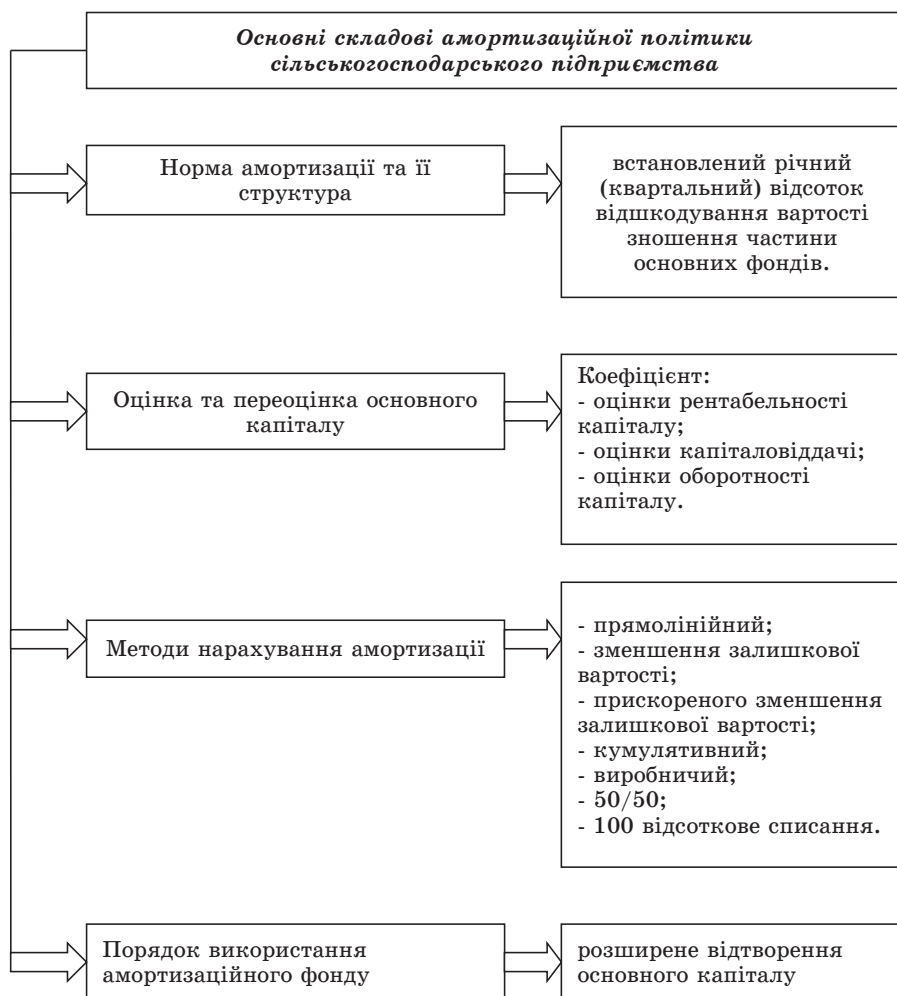 Основні складові амортизаційної політики
сільськогосподарського підприємства
Норма амортизації та її
структура
встановлений річний
(квартальний) відсоток
відшкодування вартості
зношення частини
основних фондів.
Оцінка та переоцінка основного
капіталу
Коефіцієнт:
- оцінки рентабельності
капіталу;
- оцінки капіталовіддачі;
- оцінки оборотності
капіталу.
Методи нарахування амортизації
- прямолінійний;
- зменшення залишкової
вартості;
- прискореного зменшення
залишкової вартості;
- кумулятивний;
- виробничий;
- 50/50;
- 100 відсоткове списання.
Порядок використання
амортизаційного фонду
розширене відтворення
основного капіталу